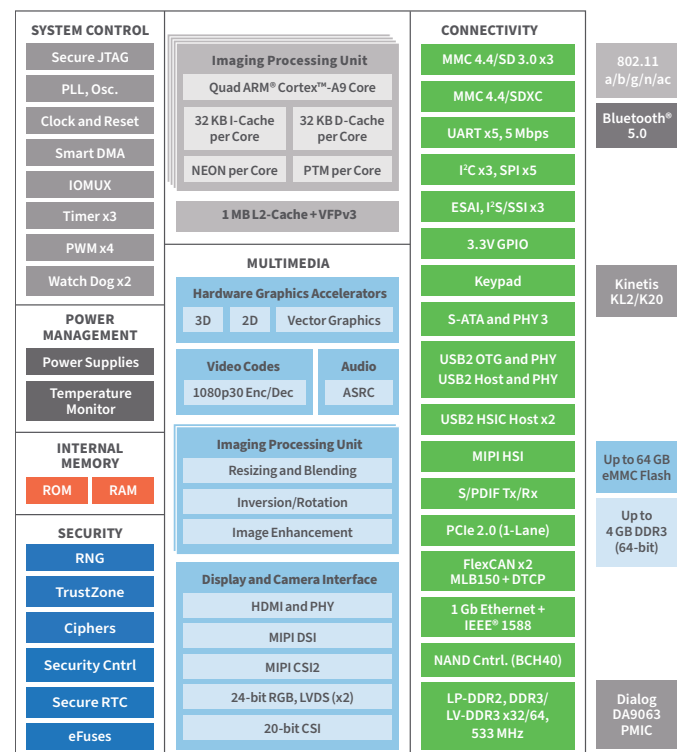 SYSTEM CONTROL
Secure JTAG
PLL, Osc.
Clock and Reset
Smart DMA
IOMUX
Timer x3
PWM x4
Watch Dog x2
POWER
MANAGEMENT
Power Supplies
Temperature
Monitor
INTERNAL
MEMORY
ROM
RAM
SECURITY
RNG
TrustZone
Ciphers
Security Cntrl
Secure RTC
eFuses
Imaging Processing Unit
Quad ARM® Cortex™-A9 Core
32 KB I-Cache
per Core
32 KB D-Cache
per Core
NEON per Core
PTM per Core
1 MB L2-Cache + VFPv3
MULTIMEDIA
Hardware Graphics Accelerators
3D
2D
Vector Graphics
Video Codes
1080p30 Enc/Dec
Audio
ASRC
Imaging Processing Unit
Resizing and Blending
Inversion/Rotation
Image Enhancement
Display and Camera Interface
HDMI and PHY
MIPI DSI
MIPI CSI2
24-bit RGB, LVDS (x2)
20-bit CSI
CONNECTIVITY
MMC 4.4/SD 3.0 x3
MMC 4.4/SDXC
UART x5, 5 Mbps
I²C x3, SPI x5
ESAI, I²S/SSI x3
3.3V GPIO
Keypad
S-ATA and PHY 3
USB2 OTG and PHY
USB2 Host and PHY
USB2 HSIC Host x2
MIPI HSI
S/PDIF Tx/Rx
PCIe 2.0 (1-Lane)
FlexCAN x2
MLB150 + DTCP
1 Gb Ethernet +
IEEE® 1588
NAND Cntrl. (BCH40)
LP-DDR2, DDR3/
LV-DDR3 x32/64,
533 MHz
802.11
a/b/g/n/ac
Bluetooth®
5.0
Kinetis
KL2/K20
Up to 64 GB
eMMC Flash
Up to
4 GB DDR3
(64-bit)
Dialog
DA9063
PMIC